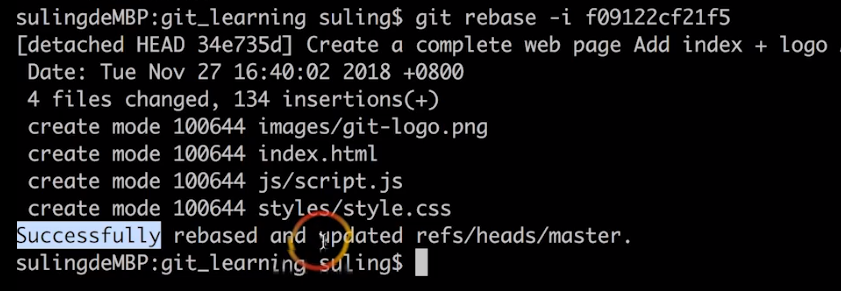 sulingdeMBP:git_learning suling$ git rebase -i f09122cf21f5
[detached HEAD 34e735d] Create a complete web page Add index + logo
Date: Tue Nov 27 16:40:02 2018 +0800
4 files changed, 134 insertions(+)
create mode 100644 images/git-logo.png
create mode 100644 index.html
create mode 100644 js/script.js
create mode 100644 styles/style.css
Successfully rebased and updated refs/heads/master.
sulingdeMBP:git_learning suling$